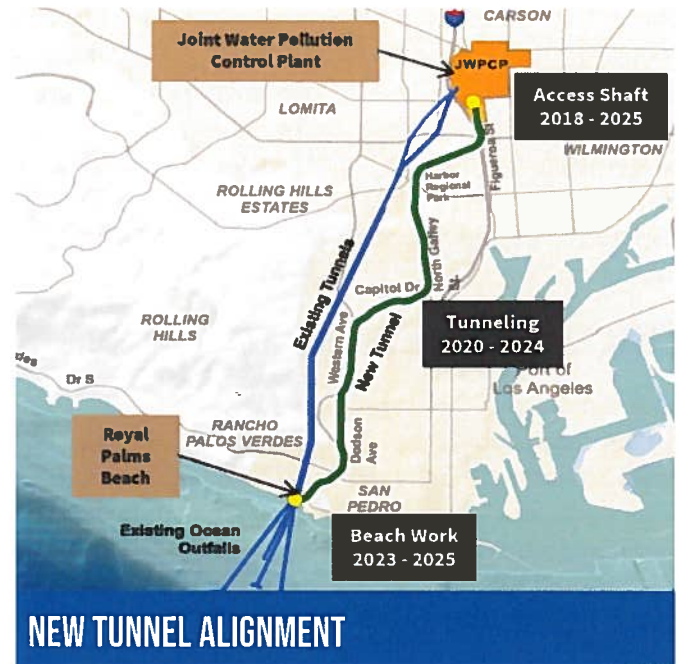 CARSON
Joint Water Pollution
Control Plant
JWPCP
Access Shaft
2018 - 2025
LOMITA
WILMINGTON
Figueroa St
Harbor
Regional
Park
ROLLING HILLS
ESTATES
North Gaffey
St.
Existing Tunnels
Capitol Dr
Tunneling
2020 - 2024
ROLLING
HILLS
Western Ave
New Tunnel
Port of
Los Angeles
Dr S
RANCHO
PALOS VERDES
Dodson
Ave
Royal
Palms
Beach
SAN
PEDRO
Existing Ocean
Outfalls
Beach Work
2023 - 2025
NEW TUNNEL ALIGNMENT